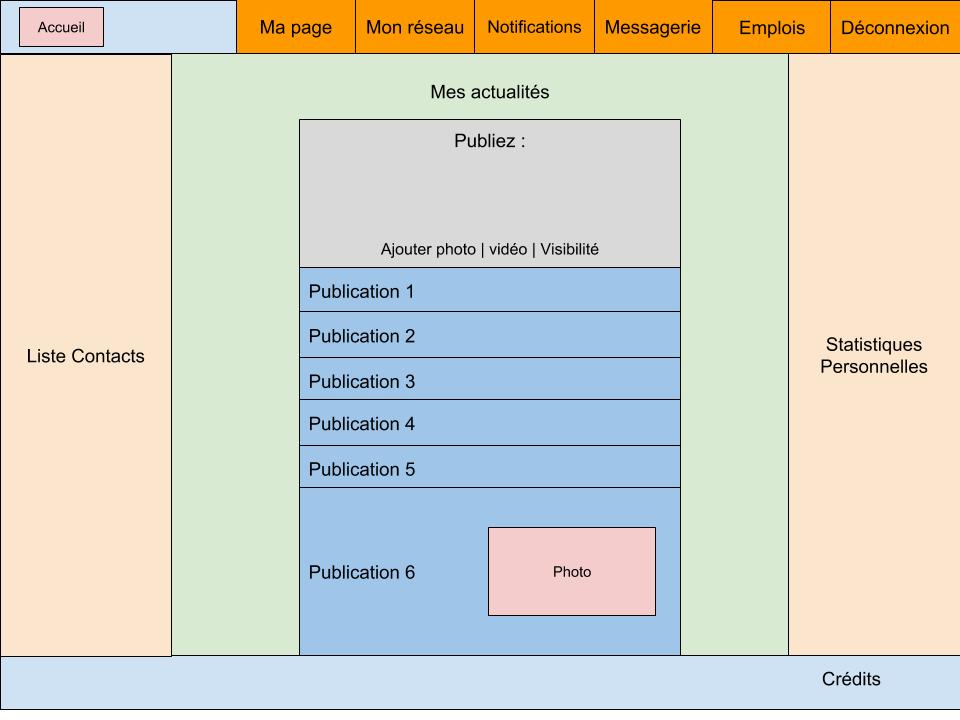 Accueil
Ma page
Mon réseau
Notifications
Messagerie
Emplois
Déconnexion
Liste Contacts
Mes actualités
Publiez :
Ajouter photo | vidéo | Visibilité
Publication 1
Publication 2
Publication 3
Publication 4
Publication 5
Publication 6
Photo
Statistiques
Personnelles
Crédits